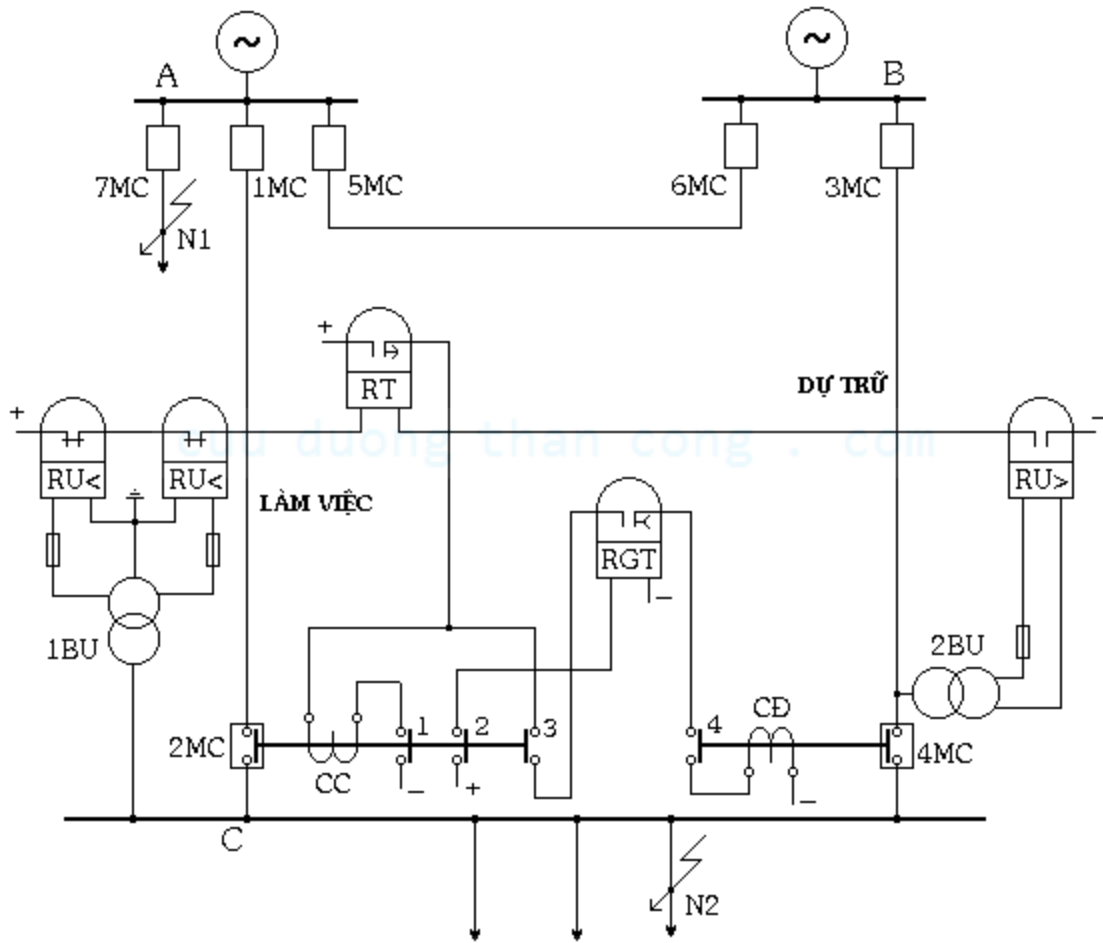 A
B
7MC
1MC
5MC
6MC
3MC
N1
+
RT
DỰ TRỮ
+
RU<
RU<
cuu duong than cong . com
RU>
−
LÀM VIỆC
RGT
−
1BU
2BU
2MC
CC
1
2
3
4
CĐ
4MC
−
+
−
C
N2